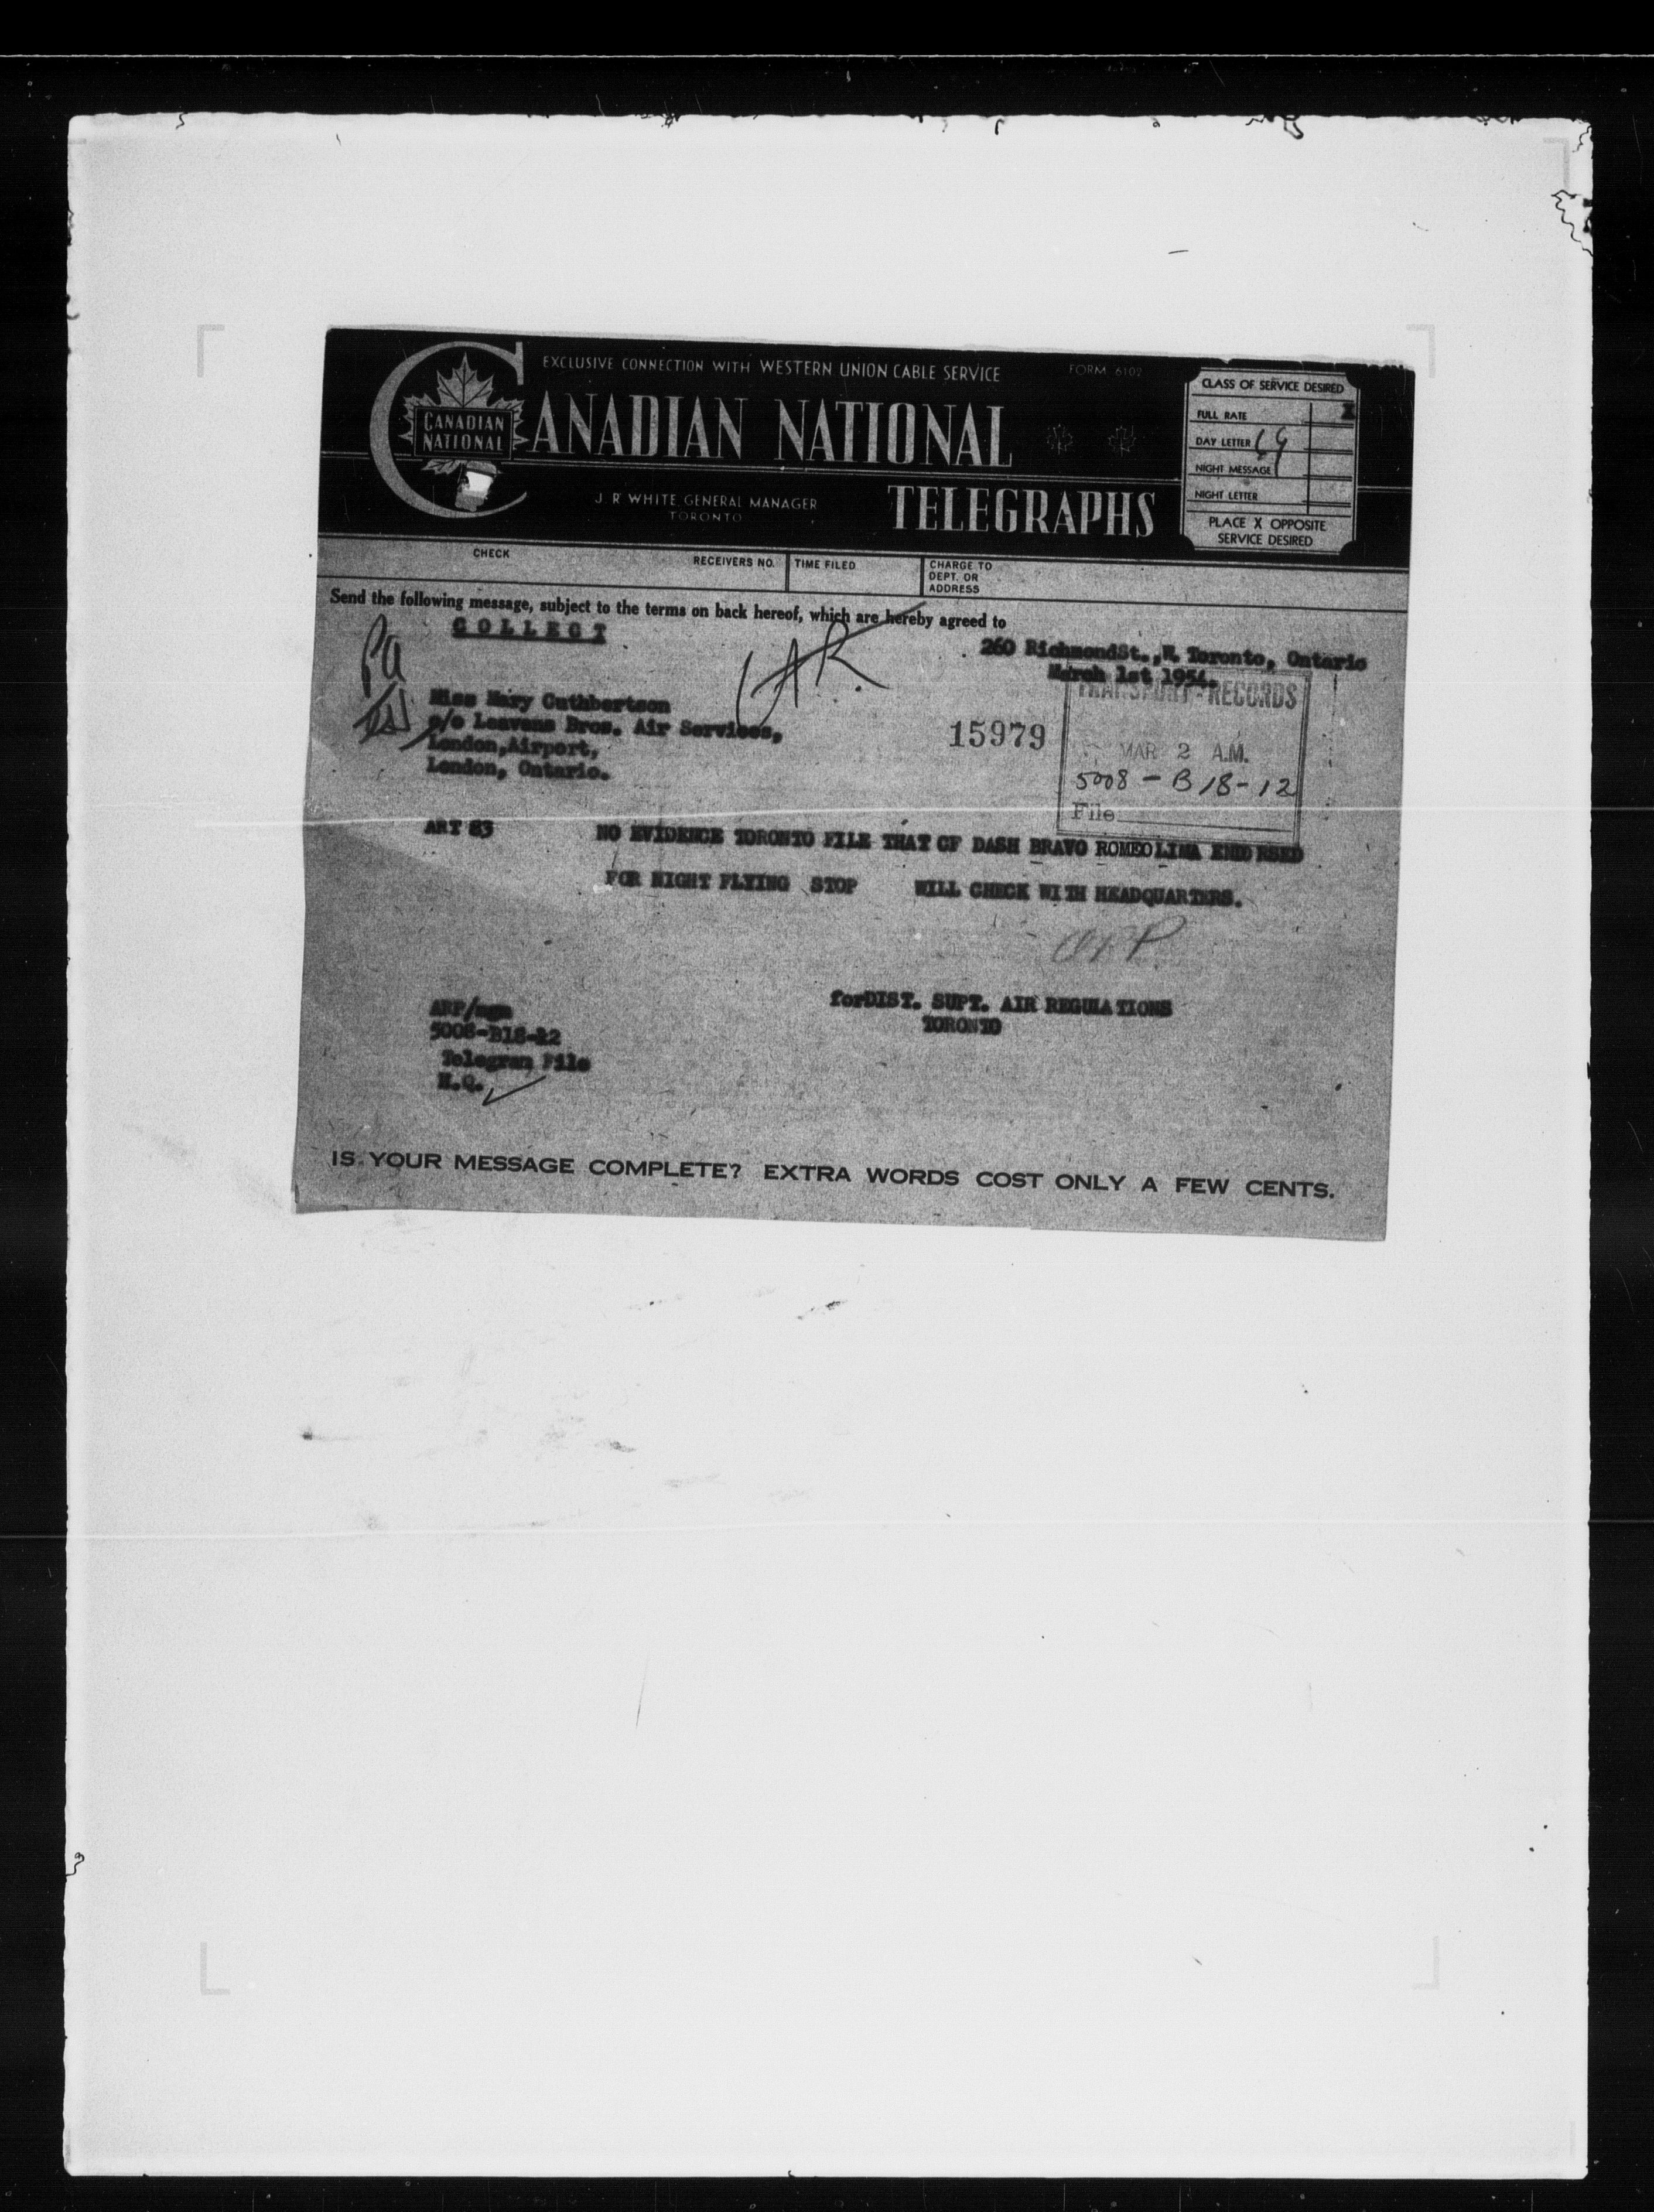 EXCLUSIVE CONNECTION WITH WESTERN UNION CABLE SERVICE
FORM 6102
CANADIAN NATIONAL
CANADIAN NATIONAL
TELEGRAPHS
J. R. WHITE GENERAL MANAGER
TORONTO
CLASS OF SERVICE DESIRED
FULL RATE X
DAY LETTER
NIGHT MESSAGE
NIGHT LETTER
PLACE X OPPOSITE
SERVICE DESIRED
CHECK
RECEIVERS NO.
TIME FILED
CHARGE TO
DEPT. OR
ADDRESS
Send the following message, subject to the terms on back hereof, which are hereby agreed to
COLLECT
AR
260 RichmondSt.,W. Toronto, Ontario
March 1st 1954.
Pa
Miss Mary Cuthbertson
c/o Leavens Bros. Air Services,
London,Airport,
London, Ontario.
15979
TRANSPORT - RECORDS
MAR 2 A.M.
5008 - B18-12
File
ART 83 NO EVIDENCE TORONTO FILE THAT CF DASH BRAVO ROMEO LIMA ENDORSED
FOR NIGHT FLYING STOP WILL CHECK WITH HEADQUARTERS.
forDIST. SUPT. AIR REGULATIONS
TORONTO
ARP/mgm
5008-B18-12
Telegram File
H.Q.
IS YOUR MESSAGE COMPLETE? EXTRA WORDS COST ONLY A FEW CENTS.